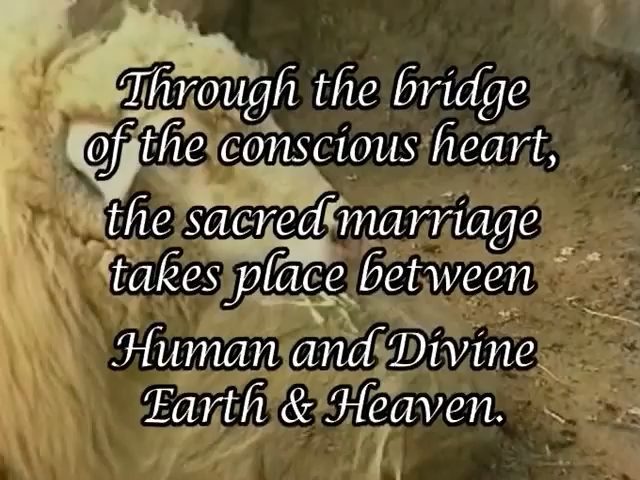 Through the bridge
of the conscious heart,
the sacred marriage
takes place between
Human and Divine
Earth & Heaven.